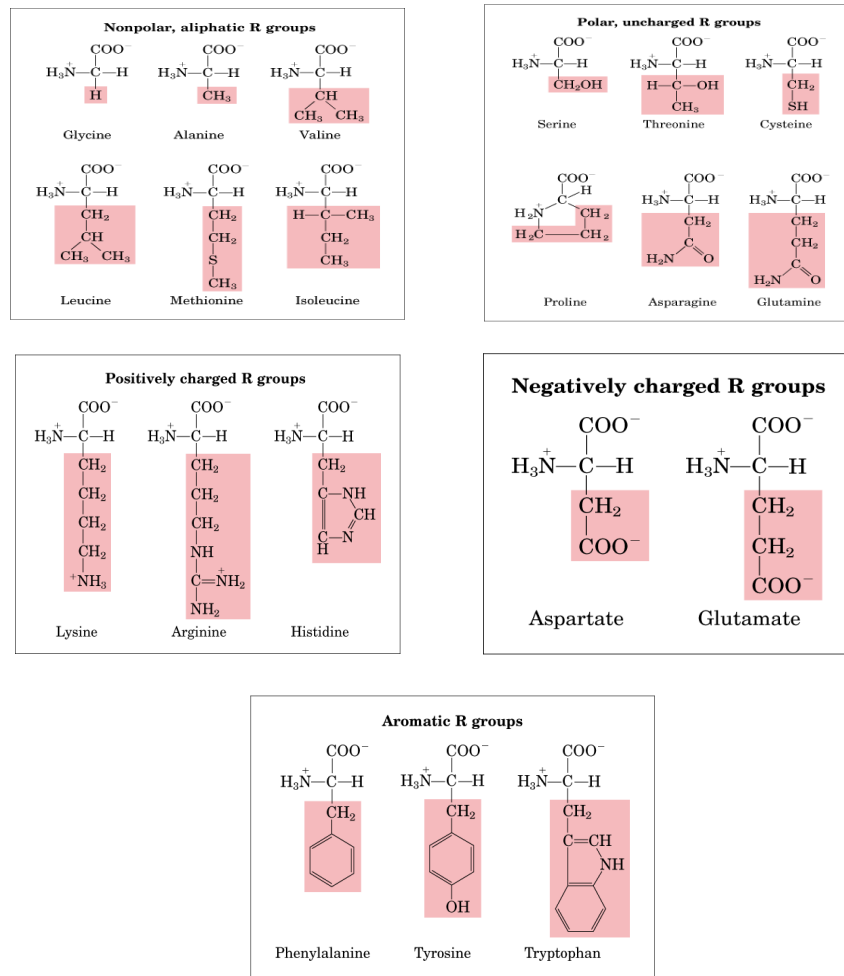 Nonpolar, aliphatic R groups
COO⁻ COO⁻ COO⁻
H₃N⁺—C—H H₃N⁺—C—H H₃N⁺—C—H
H CH₃ CH
CH₃ CH₃
Glycine Alanine Valine
COO⁻ COO⁻ COO⁻
H₃N⁺—C—H H₃N⁺—C—H H₃N⁺—C—H
CH₂ CH₂ H—C—CH₃
CH CH₂ CH₂
CH₃ CH₃ S CH₃
CH₃
Leucine Methionine Isoleucine
Polar, uncharged R groups
COO⁻ COO⁻ COO⁻
H₃N⁺—C—H H₃N⁺—C—H H₃N⁺—C—H
CH₂OH H—C—OH CH₂
CH₃ SH
Serine Threonine Cysteine
COO⁻ COO⁻ COO⁻
C H H₃N⁺—C—H H₃N⁺—C—H
H₂N⁺ CH₂ CH₂ CH₂
H₂C CH₂ C CH₂
H₂N O C
H₂N O
Proline Asparagine Glutamine
Positively charged R groups
COO⁻ COO⁻ COO⁻
H₃N⁺—C—H H₃N⁺—C—H H₃N⁺—C—H
CH₂ CH₂ CH₂
CH₂ CH₂ C—NH
CH₂ CH₂ CH
CH₂ NH C—N
H
⁺NH₃ C=N⁺H₂
NH₂
Lysine Arginine Histidine
Negatively charged R groups
COO⁻ COO⁻
H₃N⁺—C—H H₃N⁺—C—H
CH₂ CH₂
COO⁻ CH₂
COO⁻
Aspartate Glutamate
Aromatic R groups
COO⁻ COO⁻ COO⁻
H₃N⁺—C—H H₃N⁺—C—H H₃N⁺—C—H
CH₂ CH₂ CH₂
C=CH
NH
OH
Phenylalanine Tyrosine Tryptophan